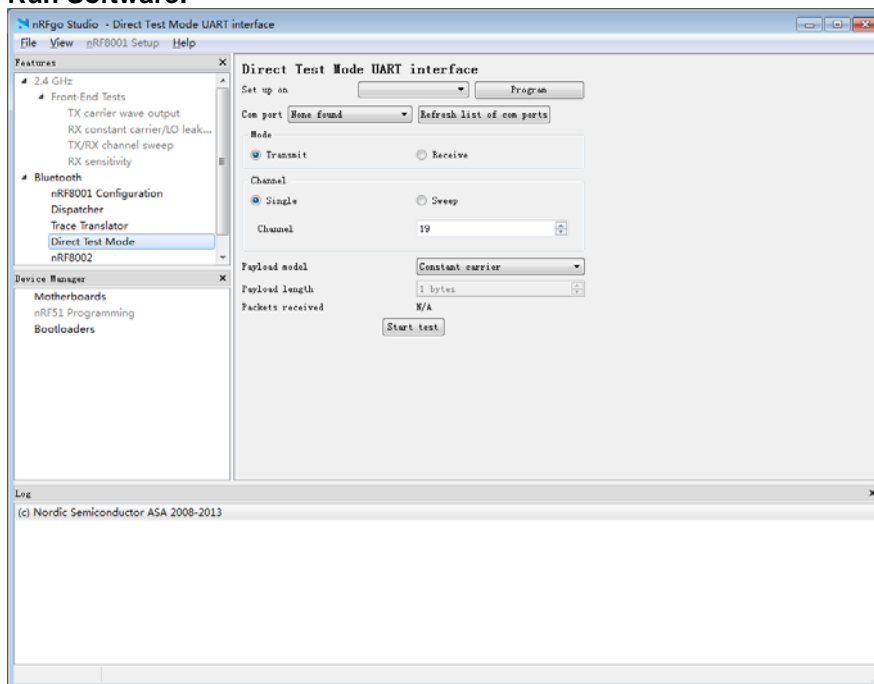 Run Software:
nRFgo Studio - Direct Test Mode UART interface
File View nRF8001 Setup Help
Features
2.4 GHz
Front-End Tests
TX carrier wave output
RX constant carrier/LO leak...
TX/RX channel sweep
RX sensitivity
Bluetooth
nRF8001 Configuration
Dispatcher
Trace Translator
Direct Test Mode
nRF8002
Device Manager
Motherboards
nRF51 Programming
Bootloaders
Direct Test Mode UART interface
Set up on Program
Com port None found Refresh list of com ports
Mode
Transmit Receive
Channel
Single Sweep
Channel 19
Payload model Constant carrier
Payload length 1 bytes
Packets received N/A
Start test
Log
(c) Nordic Semiconductor ASA 2008-2013